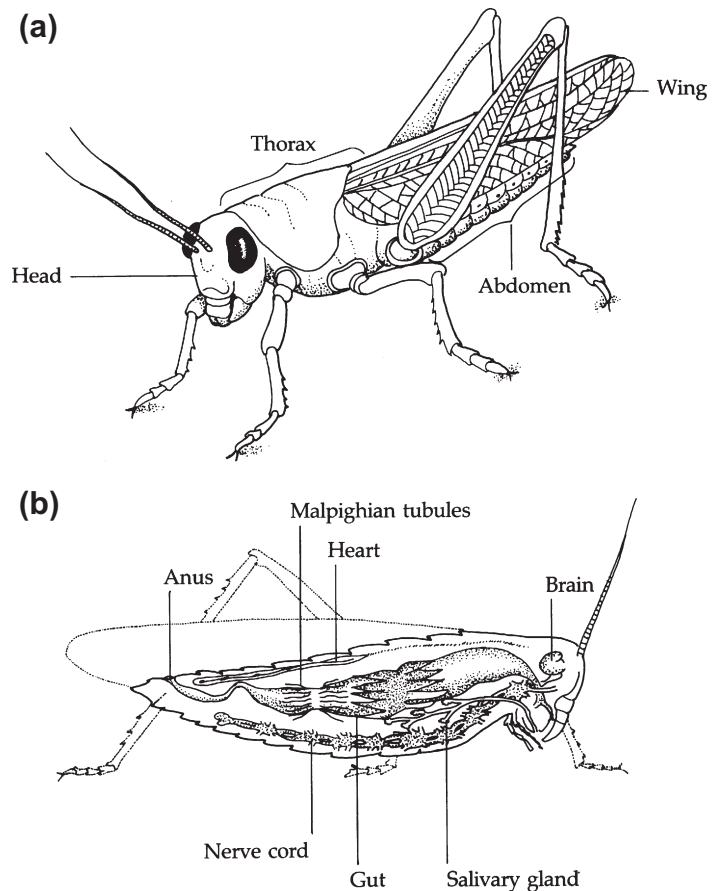 (a)
Wing
Thorax
Head
Abdomen
(b)
Malpighian tubules
Heart
Anus
Brain
Nerve cord
Gut
Salivary gland